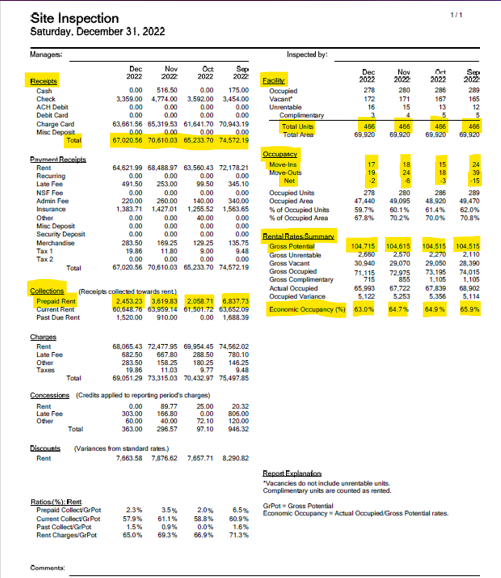 Site Inspection
1 / 1
Saturday, December 31, 2022
Managers:
Inspected by:
Dec 2022 Nov 2022 Oct 2022 Sep 2022
Receipts
Cash 0.00 516.50 0.00 175.00
Check 3,359.00 4,774.00 3,592.00 3,454.00
ACH Debit 0.00 0.00 0.00 0.00
Debit Card 0.00 0.00 0.00 0.00
Charge Card 63,661.56 65,319.53 61,641.70 70,943.19
Misc Deposit 0.00 0.00 0.00 0.00
Total 67,020.56 70,610.03 65,233.70 74,572.19
Payment Receipts
Rent 64,621.99 68,488.97 63,560.43 72,178.21
Recurring 0.00 0.00 0.00 0.00
Late Fee 491.50 253.00 99.50 345.10
NSF Fee 0.00 0.00 0.00 0.00
Admin Fee 220.00 260.00 140.00 340.00
Insurance 1,383.71 1,427.01 1,255.52 1,563.65
Other 0.00 0.00 40.00 0.00
Misc Deposit 0.00 0.00 0.00 0.00
Security Deposit 0.00 0.00 0.00 0.00
Merchandise 283.50 169.25 129.25 135.75
Tax 1 19.86 11.80 9.00 9.48
Tax 2 0.00 0.00 0.00 0.00
Total 67,020.56 70,610.03 65,233.70 74,572.19
Collections (Receipts collected towards rent.)
Prepaid Rent 2,453.23 3,619.83 2,058.71 6,837.73
Current Rent 60,648.76 63,959.14 61,501.72 63,652.09
Past Due Rent 1,520.00 910.00 0.00 1,688.39
Charges
Rent 68,065.43 72,477.95 69,954.45 74,562.02
Late Fee 682.50 667.80 288.50 780.10
Other 283.50 158.25 180.25 146.25
Taxes 19.86 11.03 9.77 9.48
Total 69,051.29 73,315.03 70,432.97 75,497.85
Concessions (Credits applied to reporting period's charges)
Rent 0.00 89.77 25.00 20.32
Late Fee 303.00 166.80 0.00 806.00
Other 60.00 40.00 72.10 120.00
Total 363.00 296.57 97.10 946.32
Discounts (Variances from standard rates.)
Rent 7,663.58 7,876.62 7,657.71 8,290.82
Ratios(%): Rent
Prepaid Collect/GrPot 2.3% 3.5% 2.0% 6.5%
Current Collect/GrPot 57.9% 61.1% 58.8% 60.9%
Past Collect/GrPot 1.5% 0.9% 0.0% 1.6%
Rent Charges/GrPot 65.0% 69.3% 66.9% 71.3%
Comments:
Dec 2022 Nov 2022 Oct 2022 Sep 2022
Facility
Occupied 278 280 286 289
Vacant* 172 171 167 165
Unrentable 16 15 13 12
Complimentary 3 4 5 5
Total Units 466 466 466 466
Total Area 69,920 69,920 69,920 69,920
Occupancy
Move-Ins 17 18 15 24
Move-Outs 19 24 18 39
Net -2 -6 -3 -15
Occupied Units 278 280 286 289
Occupied Area 47,440 49,095 48,920 49,470
% of Occupied Units 59.7% 60.1% 61.4% 62.0%
% of Occupied Area 67.8% 70.2% 70.0% 70.8%
Rental Rates Summary
Gross Potential 104,715 104,615 104,515 104,515
Gross Unrentable 2,660 2,570 2,270 2,110
Gross Vacant 30,940 29,070 29,050 28,390
Gross Occupied 71,115 72,975 73,195 74,015
Gross Complimentary 715 855 1,105 1,105
Actual Occupied 65,993 67,722 67,839 68,902
Occupied Variance 5,122 5,253 5,356 5,114
Economic Occupancy (%) 63.0% 64.7% 64.9% 65.9%
Report Explanation
*Vacancies do not include unrentable units.
Complimentary units are counted as rented.
GrPot = Gross Potential
Economic Occupancy = Actual Occupied/Gross Potential rates.